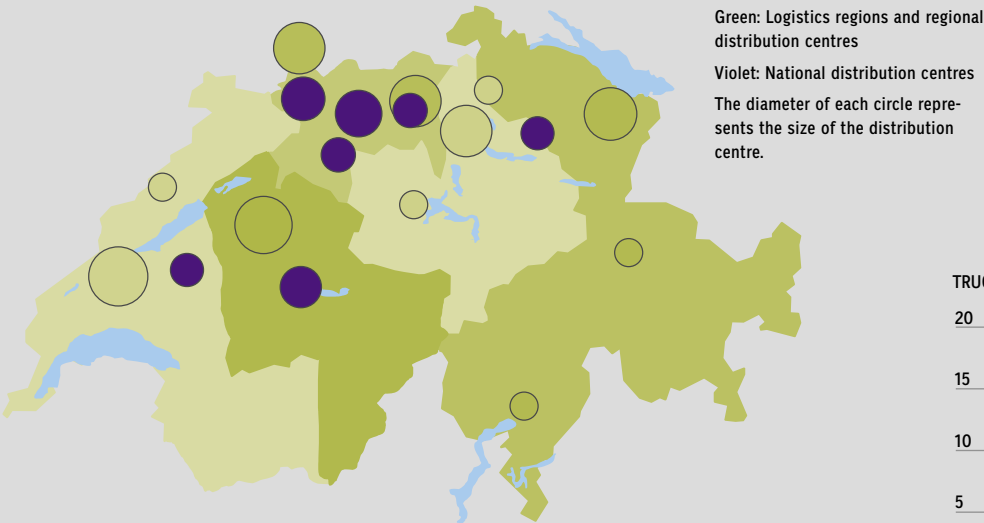 Green: Logistics regions and regional
distribution centres
Violet: National distribution centres
The diameter of each circle repre-
sents the size of the distribution
centre.
TRUC
20
15
10
5